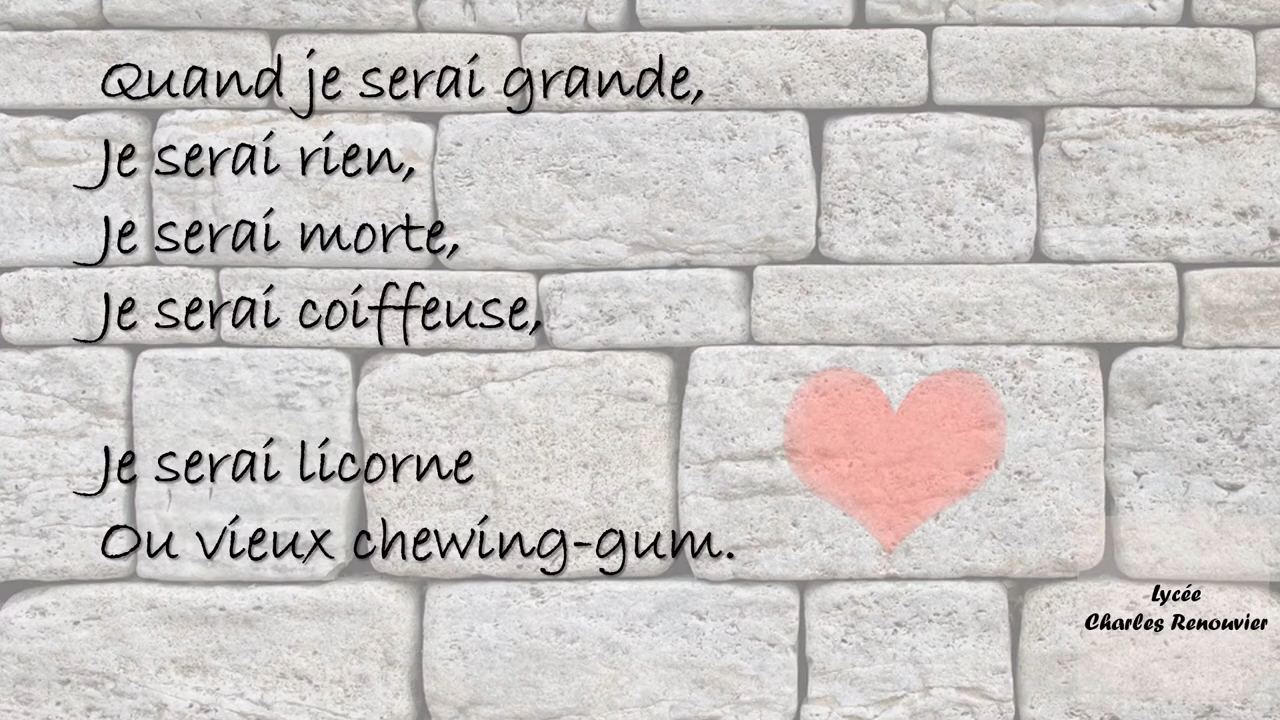 Quand je serai grande,
Je serai rien,
Je serai morte,
Je serai coiffeuse,
Je serai licorne
Ou vieux chewing-gum.
Lycée
Charles Renouvier